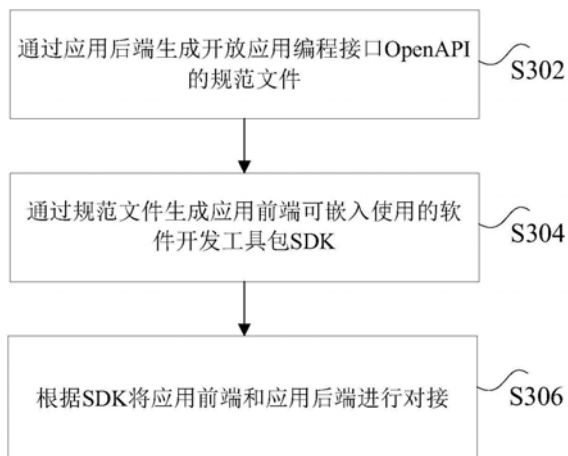 通过应用后端生成开放应用编程接口OpenAPI
的规范文件
S302
通过规范文件生成应用前端可嵌入使用的软
件开发工具包SDK
S304
根据SDK将应用前端和应用后端进行对接
S306